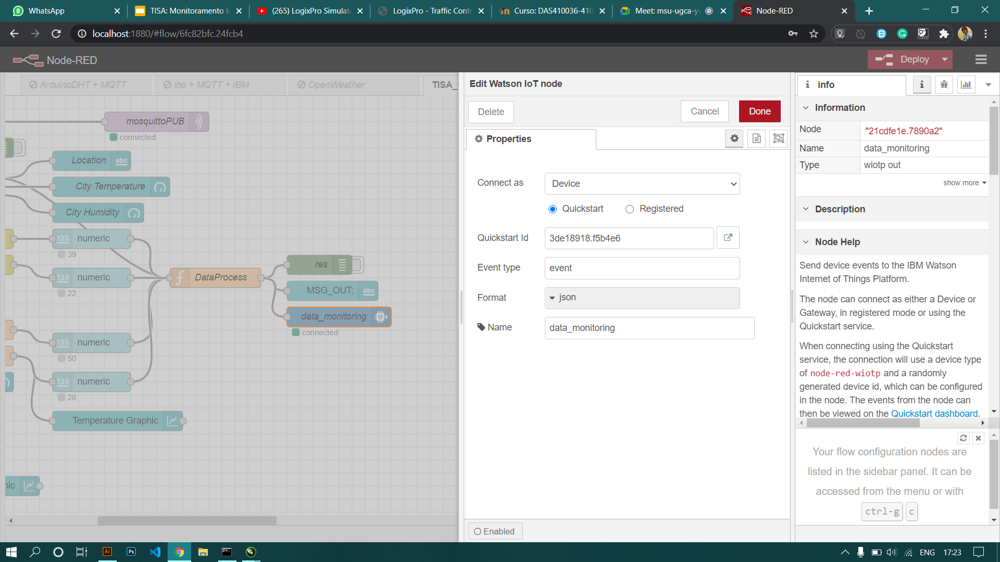 WhatsApp
TISA: Monitoramento
(265) LogixPro Simulat
LogixPro - Traffic Contr
Curso: DAS410036-410
Meet: msu-ugca-y
Node-RED
localhost:1880/#flow/6fc82bfc.24fcb4
Node-RED
Deploy
ArduinoDHT + MQTT
ino + MQTT + IBM
OpenWeather
TISA_
mosquittoPUB
connected
Location
abc
City Temperature
City Humidity
123 numeric
39
123 numeric
22
DataProcess
res
MSG_OUT:
abc
data_monitoring
connected
123 numeric
50
123 numeric
28
Temperature Graphic
hic
Edit Watson IoT node
Delete
Cancel
Done
Properties
Connect as
Device
Quickstart
Registered
Quickstart Id
3de18918.f5b4e6
Event type
event
Format
json
Name
data_monitoring
Enabled
info
Information
Node
"21cdfe1e.7890a2"
Name
data_monitoring
Type
wiotp out
show more
Description
Node Help
Send device events to the IBM Watson
Internet of Things Platform.
The node can connect as either a Device or
Gateway, in registered mode or using the
Quickstart service.
When connecting using the Quickstart
service, the connection will use a device type
of node-red-wiotp and a randomly
generated device id, which can be configured
in the node. The events from the node can
then be viewed on the Quickstart dashboard.
Your flow configuration nodes are
listed in the sidebar panel. It can be
accessed from the menu or with
ctrl-g c
Ai
Ps
ENG
17:23